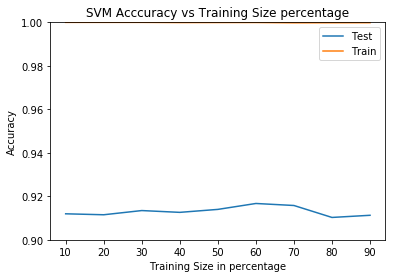 SVM Acccuracy vs Training Size percentage
1.00
0.98
0.96
0.94
0.92
0.90
Accuracy
Test
Train
10 20 30 40 50 60 70 80 90
Training Size in percentage